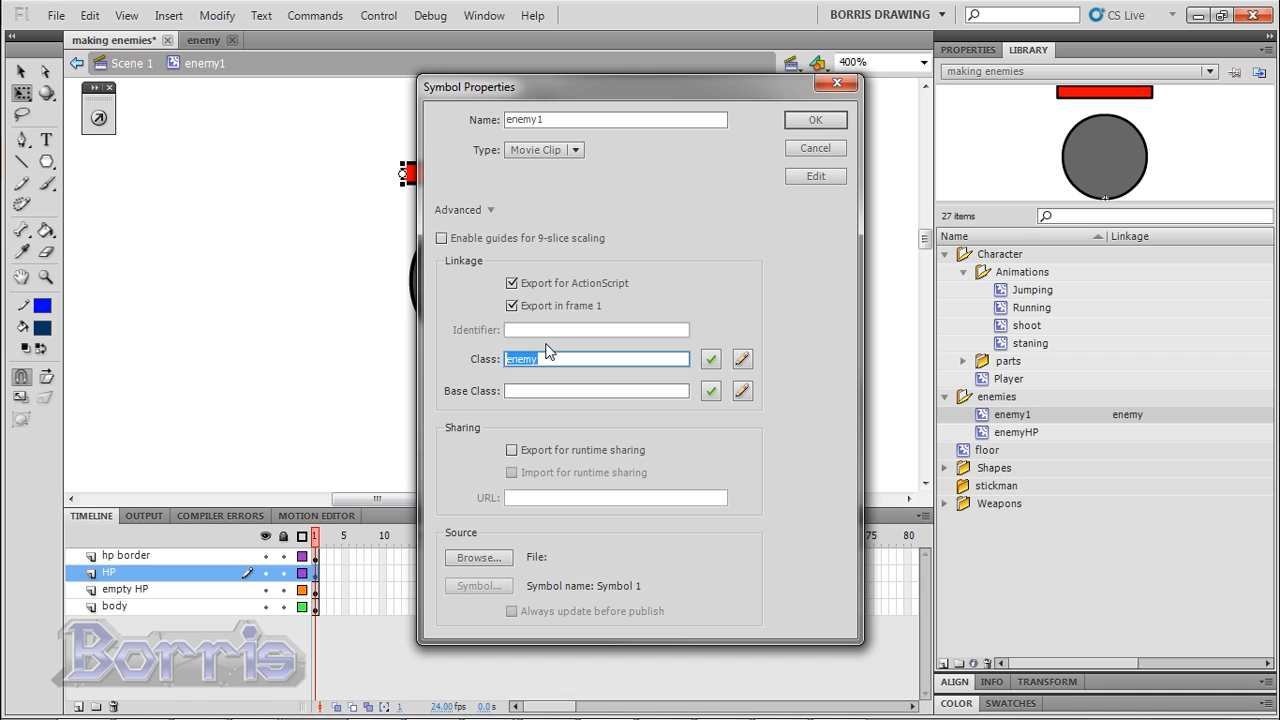 Fl File Edit View Insert Modify Text Commands Control Debug Window Help BORRIS DRAWING CS Live
making enemies* enemy
Scene 1 enemy1 400%
Symbol Properties
Name: enemy1 OK
Type: Movie Clip Cancel
Edit
Advanced
Enable guides for 9-slice scaling
Linkage
Export for ActionScript
Export in frame 1
Identifier:
Class: enemy
Base Class:
Sharing
Export for runtime sharing
Import for runtime sharing
URL:
Source
Browse... File:
Symbol... Symbol name: Symbol 1
Always update before publish
PROPERTIES LIBRARY
making enemies
27 items
Name Linkage
Character
Animations
Jumping
Running
shoot
staning
parts
Player
enemies
enemy1 enemy
enemyHP
floor
Shapes
stickman
Weapons
ALIGN INFO TRANSFORM
COLOR SWATCHES
TIMELINE OUTPUT COMPILER ERRORS MOTION EDITOR
1 5 10 75 80
hp border
HP
empty HP
body
Borris
1 24.00 fps 0.0 s